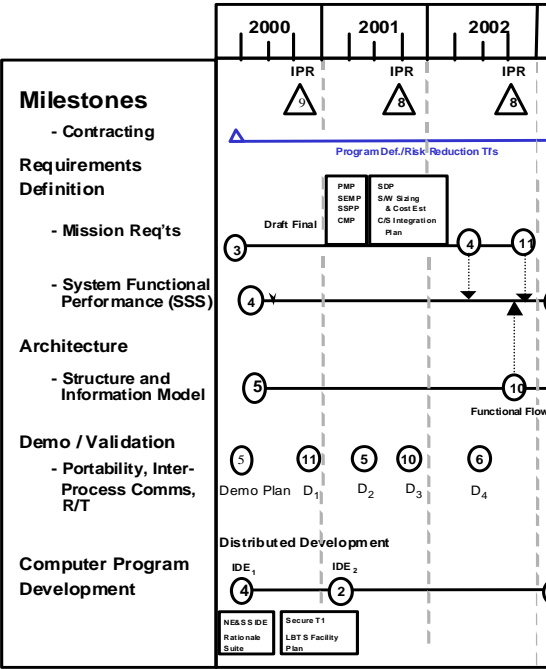 2000 2001 2002
IPR IPR IPR
Milestones
9 8 8
- Contracting
Program Def./Risk Reduction TI's
Requirements
Definition
PMP SDP
SEMP S/W Sizing
SSPP & Cost Est
CMP C/S Integration
Plan
Draft Final
- Mission Req'ts
3 4 11
- System Functional
Performance (SSS)
4
Architecture
- Structure and
Information Model
5 10
Functional Flow
Demo / Validation
- Portability, Inter-
Process Comms,
R/T
5 11 5 10 6
Demo Plan D1 D2 D3 D4
Distributed Development
Computer Program
Development
IDE1 IDE2
4 2
NE&SS IDE Secure T1
Rationale LBTS Facility
Suite Plan